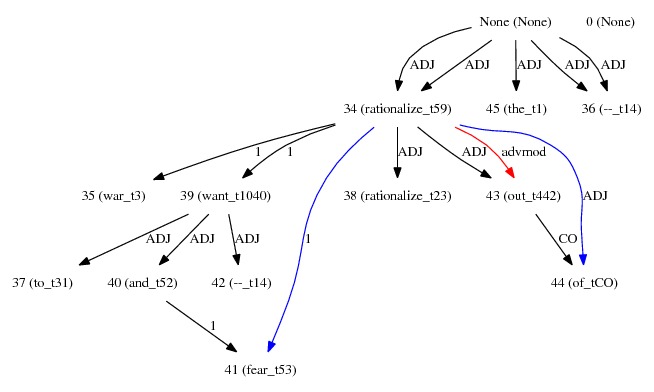 None (None) 0 (None)
ADJ ADJ ADJ ADJ ADJ
34 (rationalize_t59) 45 (the_t1) 36 (--_t14)
1 1 ADJ ADJ advmod
35 (war_t3) 39 (want_t1040) 38 (rationalize_t23) 43 (out_t442) ADJ
ADJ ADJ ADJ 1 CO
37 (to_t31) 40 (and_t52) 42 (--_t14) 44 (of_tCO)
1
41 (fear_t53)